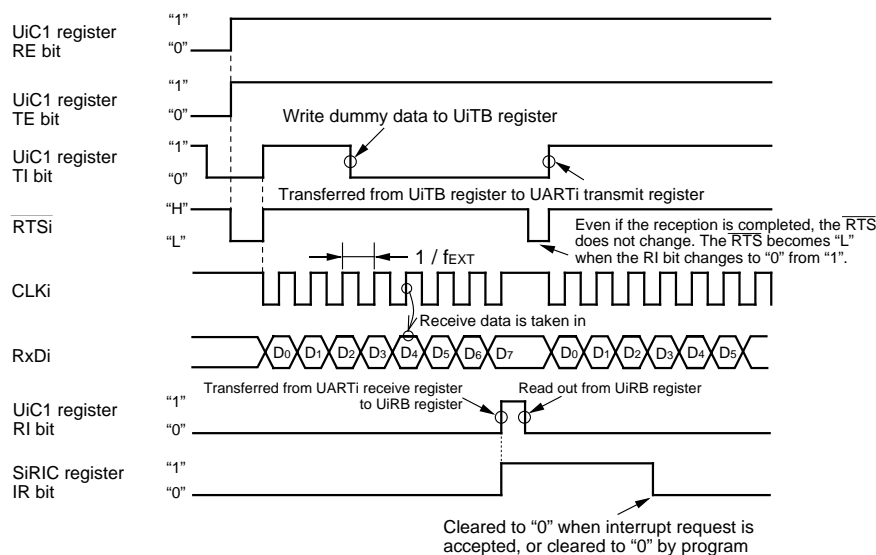 UiC1 register
RE bit
“1”
“0”
UiC1 register
TE bit
“1”
“0”
Write dummy data to UiTB register
UiC1 register
TI bit
“1”
“0”
Transferred from UiTB register to UARTi transmit register
RTSi
“H”
“L”
Even if the reception is completed, the RTS
does not change. The RTS becomes “L”
when the RI bit changes to “0” from “1”.
1 / fEXT
CLKi
Receive data is taken in
RxDi
D0 D1 D2 D3 D4 D5 D6 D7 D0 D1 D2 D3 D4 D5
Transferred from UARTi receive register
to UiRB register
Read out from UiRB register
UiC1 register
RI bit
“1”
“0”
SiRIC register
IR bit
“1”
“0”
Cleared to “0” when interrupt request is
accepted, or cleared to “0” by program